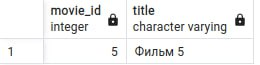 movie_id title
integer character varying
1 5 Фильм 5